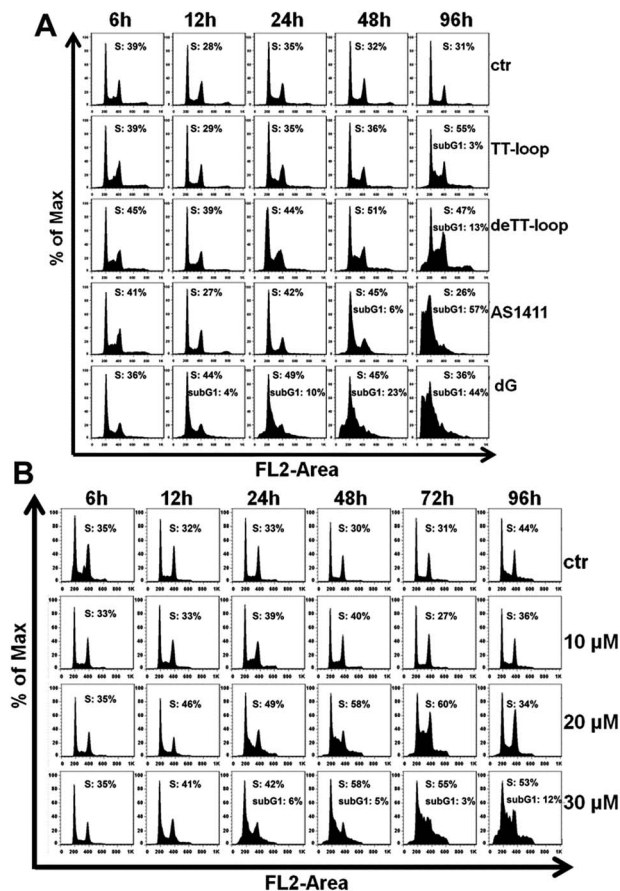 A
6h 12h 24h 48h 96h
S: 39% S: 28% S: 35% S: 32% S: 31% ctr
S: 39% S: 29% S: 35% S: 36% S: 55% TT-loop
subG1: 3%
S: 45% S: 39% S: 44% S: 51% S: 47% deTT-loop
subG1: 13%
S: 41% S: 27% S: 42% S: 45% S: 26% AS1411
subG1: 6% subG1: 57%
S: 36% S: 44% S: 49% S: 45% S: 36% dG
subG1: 4% subG1: 10% subG1: 23% subG1: 44%
% of Max
FL2-Area
B
6h 12h 24h 48h 72h 96h
S: 35% S: 32% S: 33% S: 30% S: 31% S: 44% ctr
S: 33% S: 33% S: 39% S: 40% S: 27% S: 36% 10 µM
S: 35% S: 46% S: 49% S: 58% S: 60% S: 34% 20 µM
S: 35% S: 41% S: 42% S: 58% S: 55% S: 53% 30 µM
subG1: 6% subG1: 5% subG1: 3% subG1: 12%
% of Max
FL2-Area